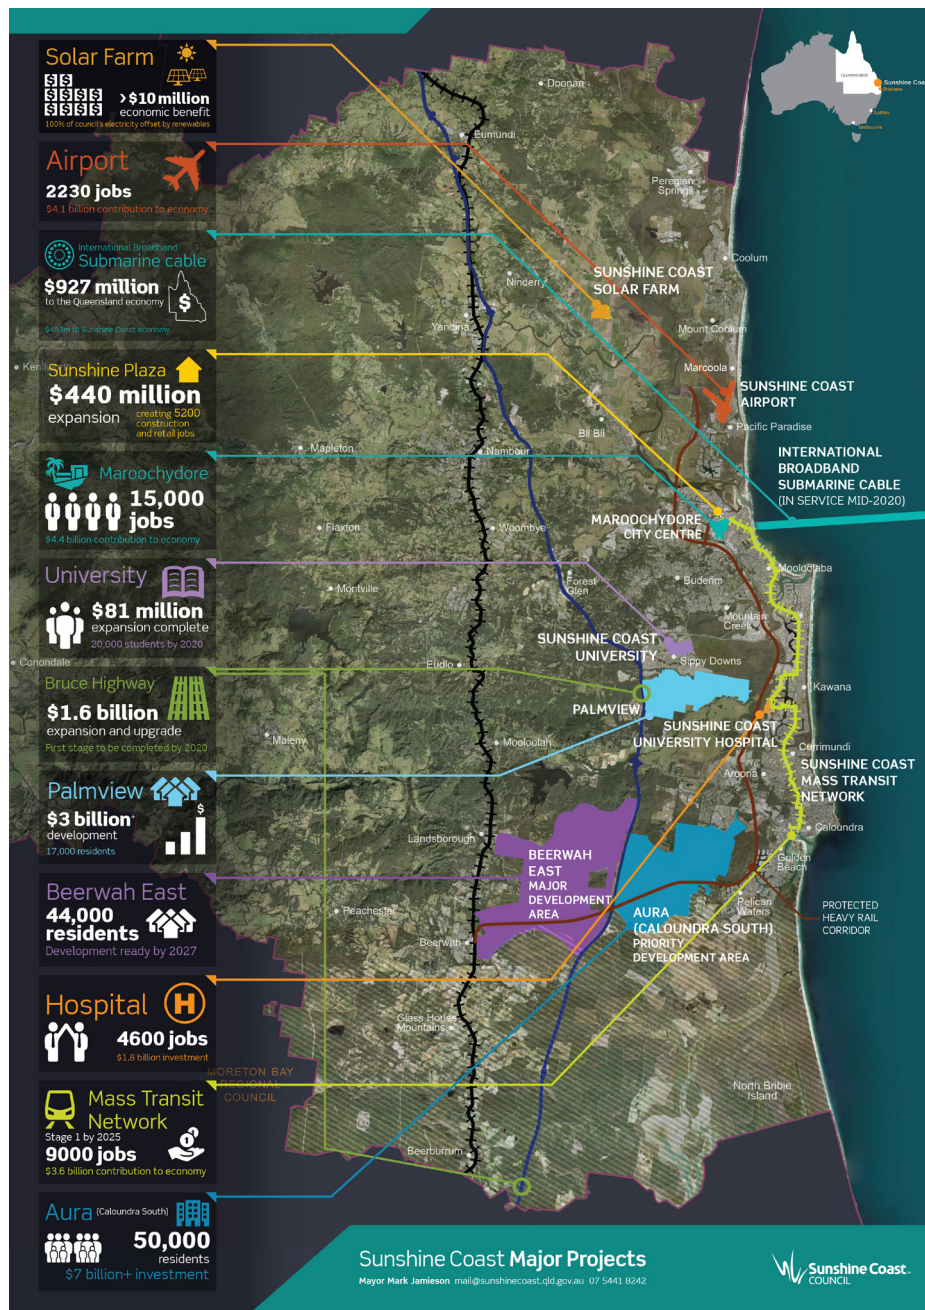 Solar Farm
>$10 million
economic benefit
100% of council's electricity offset by renewables
Airport
2230 jobs
$4.1 billion contribution to economy
International Broadband
Submarine cable
$927 million
to the Queensland economy
$
$453m to Sunshine Coast economy
Sunshine Plaza
$440 million
expansion
creating 5200
construction
and retail jobs
Maroochydore
15,000
jobs
$4.4 billion contribution to economy
University
$81 million
expansion complete
20,000 students by 2020
Bruce Highway
$1.6 billion
expansion and upgrade
First stage to be completed by 2020
Palmview
$
$3 billion+
development
17,000 residents
Beerwah East
44,000
residents
Development ready by 2027
Hospital
H
4600 jobs
$1.8 billion investment
Mass Transit
Network
Stage 1 by 2025
9000 jobs
$3.6 billion contribution to economy
Aura (Caloundra South)
50,000
residents
$7 billion+ investment
Queensland
Sunshine Coast
Brisbane
Sydney
Melbourne
Doonan
Eumundi
Peregian
Springs
Coolum
Ninderry
SUNSHINE COAST
SOLAR FARM
Yandina
Mount Coolum
Marcoola
SUNSHINE COAST
AIRPORT
Pacific Paradise
Bli Bli
Mapleton
Nambour
INTERNATIONAL
BROADBAND
SUBMARINE CABLE
(IN SERVICE MID-2020)
Flaxton
Woombye
MAROOCHYDORE
CITY CENTRE
Mooloolaba
Montville
Forest
Glen
Buderim
Mountain
Creek
SUNSHINE COAST
UNIVERSITY
Sippy Downs
Conondale
Eudlo
Kawana
PALMVIEW
SUNSHINE COAST
UNIVERSITY HOSPITAL
Maleny
Mooloolah
Currimundi
SUNSHINE COAST
MASS TRANSIT
NETWORK
Aroona
Landsborough
Caloundra
Golden
Beach
BEERWAH
EAST
MAJOR
DEVELOPMENT
AREA
Pelican
Waters
PROTECTED
HEAVY RAIL
CORRIDOR
Peachester
AURA
(CALOUNDRA SOUTH)
PRIORITY
DEVELOPMENT AREA
Beerwah
Glass House
Mountains
MORETON BAY
REGIONAL
COUNCIL
North Bribie
Island
Beerburrum
Sunshine Coast Major Projects
Mayor Mark Jamieson mail@sunshinecoast.qld.gov.au 07 5441 8242
Sunshine Coast
COUNCIL